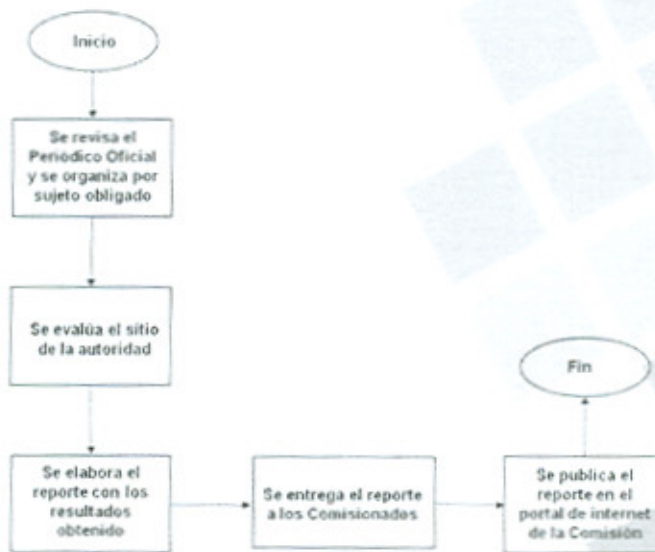 Inicio
Se revisa el
Periódico Oficial
y se organiza por
sujeto obligado
Se evalúa el sitio
de la autoridad
Se elabora el
reporte con los
resultados
obtenido
Se entrega el reporte
a los Comisionados
Se publica el
reporte en el
portal de internet
de la Comisión
Fin